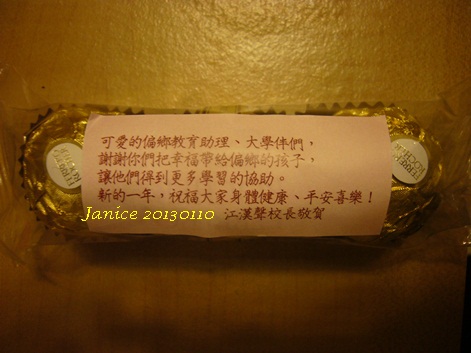 可愛的偏鄉教育助理、大學伴們，
謝謝你們把幸福帶給偏鄉的孩子，
讓他們得到更多學習的協助。
新的一年，祝福大家身體健康、平安喜樂！
江漢聲校長敬賀
Janice 20130110